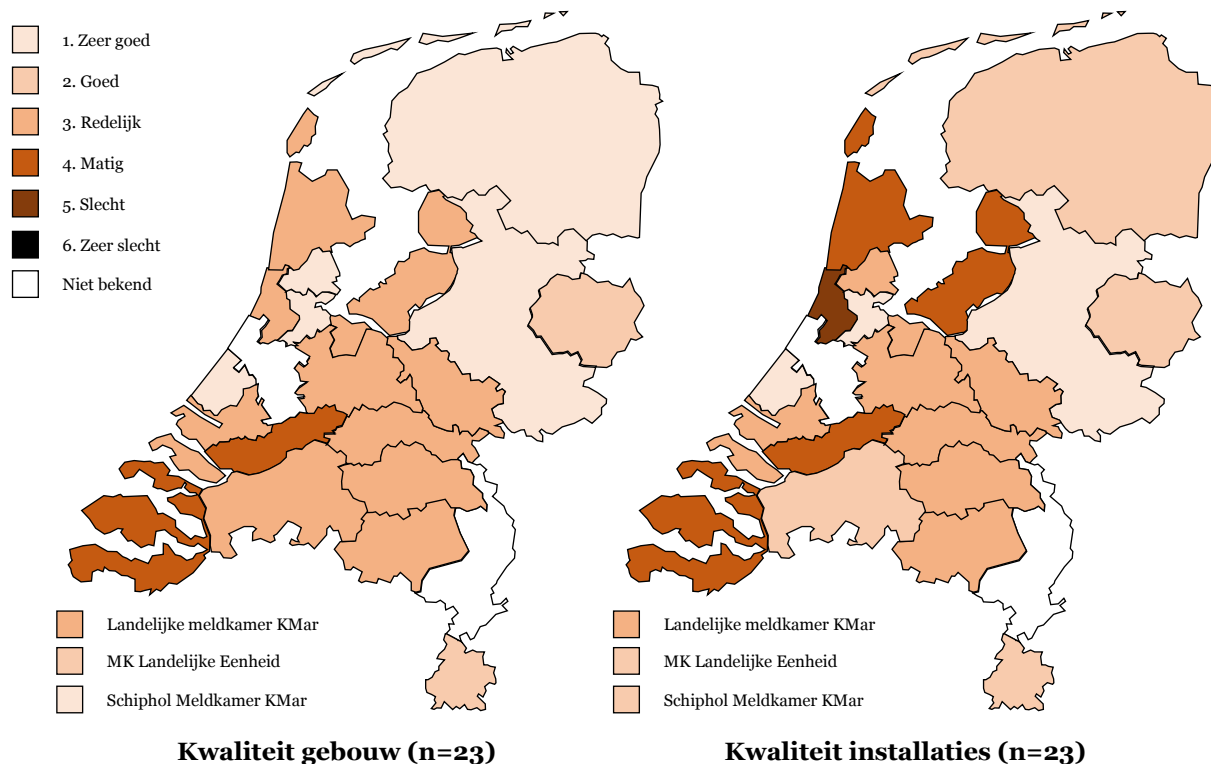 1. Zeer goed
2. Goed
3. Redelijk
4. Matig
5. Slecht
6. Zeer slecht
Niet bekend
Landelijke meldkamer KMar
MK Landelijke Eenheid
Schiphol Meldkamer KMar
Kwaliteit gebouw (n=23)
Landelijke meldkamer KMar
MK Landelijke Eenheid
Schiphol Meldkamer KMar
Kwaliteit installaties (n=23)